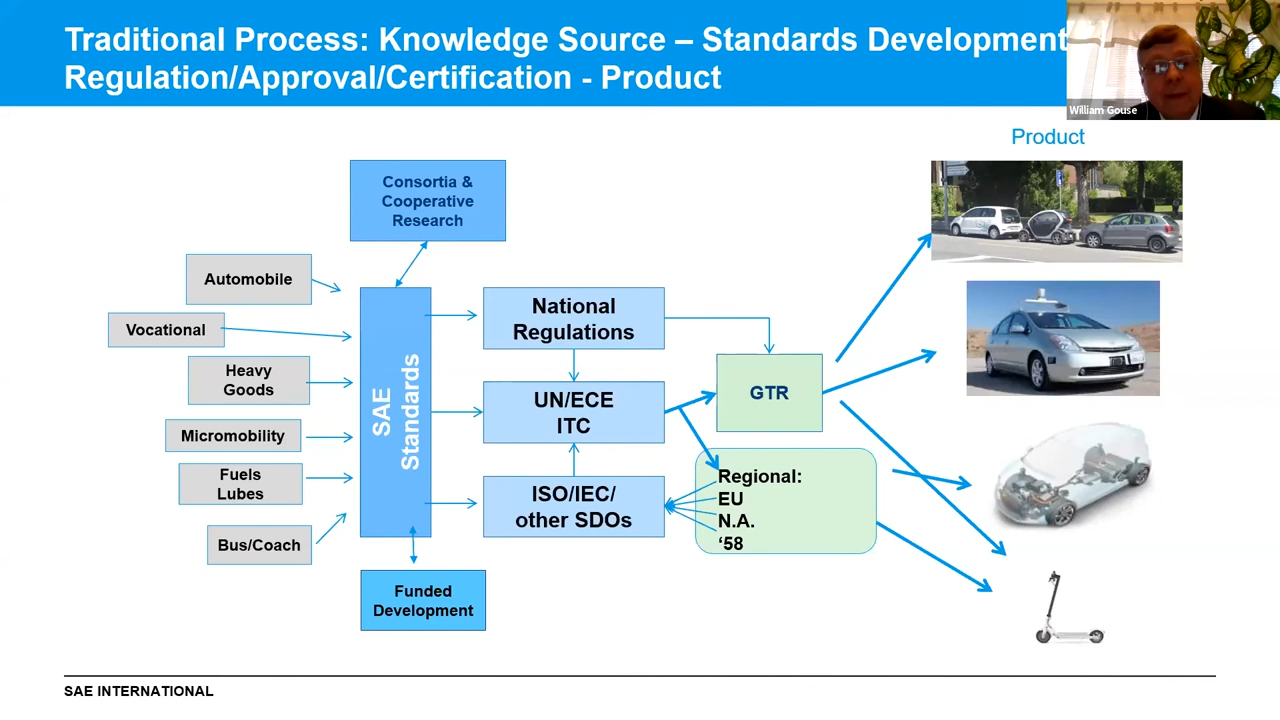 Traditional Process: Knowledge Source – Standards Development
Regulation/Approval/Certification - Product
William Gouse
Product
Consortia &
Cooperative
Research
Automobile
Vocational
Heavy
Goods
Micromobility
Fuels
Lubes
Bus/Coach
SAE
Standards
Funded
Development
National
Regulations
UN/ECE
ITC
ISO/IEC/
other SDOs
GTR
Regional:
EU
N.A.
‘58
SAE INTERNATIONAL